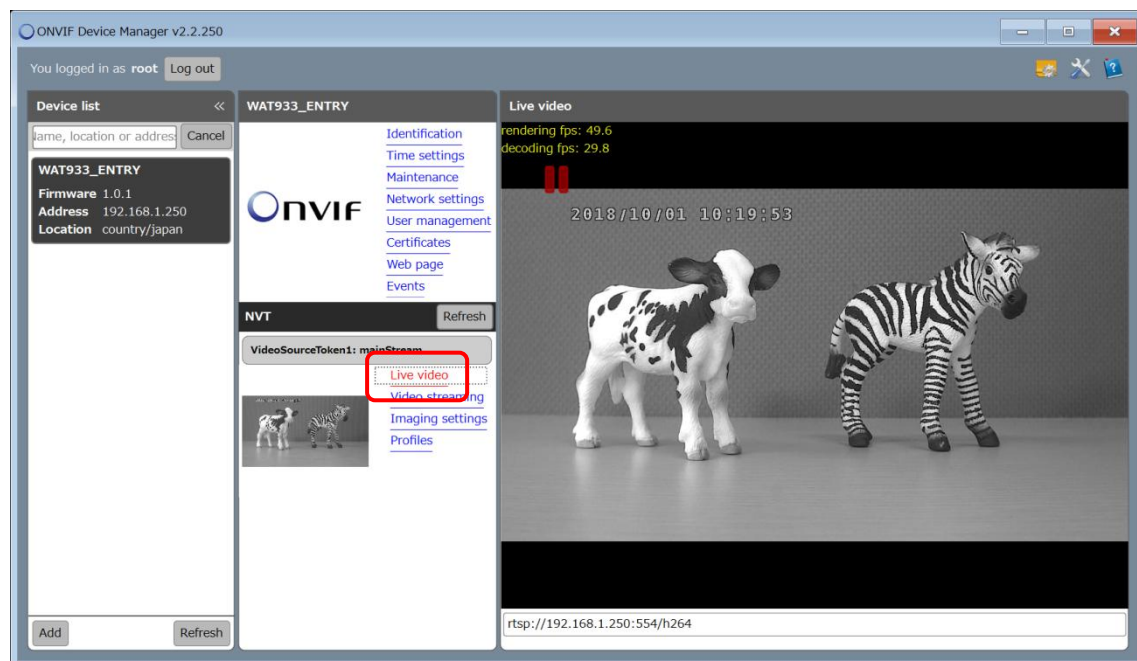 ONVIF Device Manager v2.2.250
You logged in as root Log out
Device list «
Name, location or addres: Cancel
WAT933_ENTRY
Firmware 1.0.1
Address 192.168.1.250
Location country/japan
Add Refresh
WAT933_ENTRY
ONVIF
Identification
Time settings
Maintenance
Network settings
User management
Certificates
Web page
Events
NVT Refresh
VideoSourceToken1: mainStream
Live video
Video streaming
Imaging settings
Profiles
Live video
rendering fps: 49.6
decoding fps: 29.8
2018/10/01 10:19:53
rtsp://192.168.1.250:554/h264